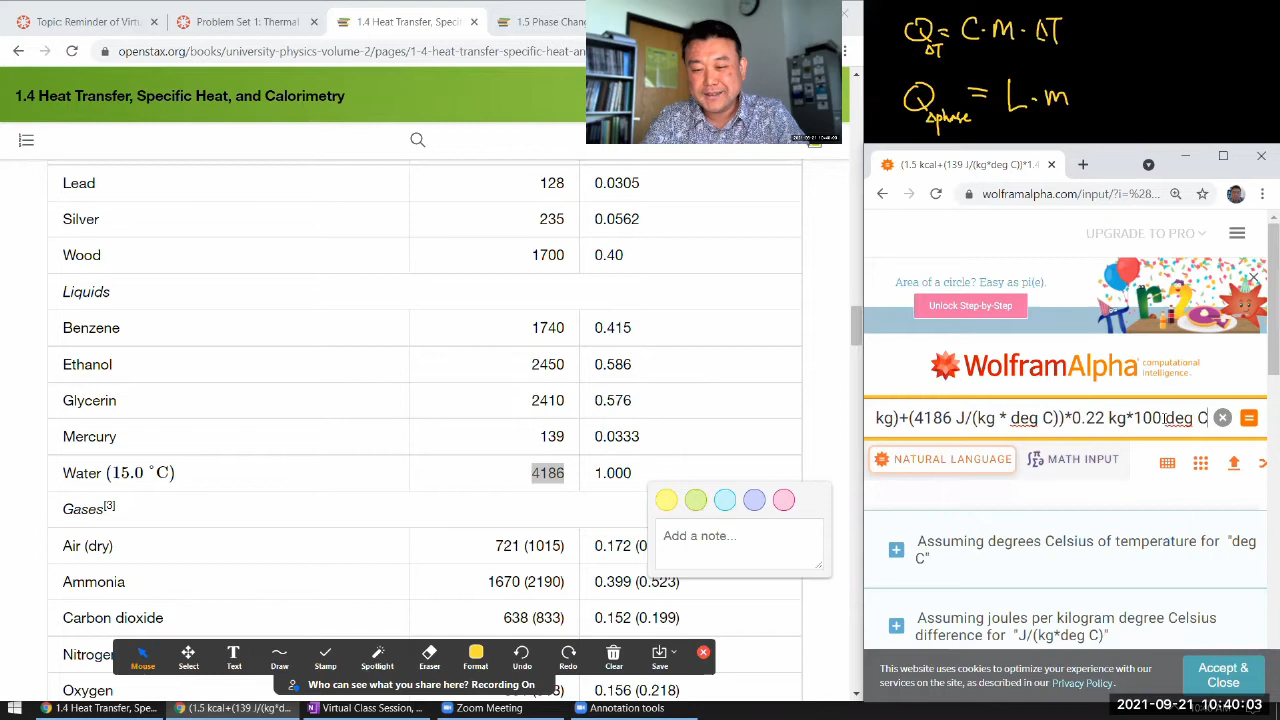 Topic Reminder of Virt
Problem Set 1: Calorimet
1.4 Heat Transfer, Specific
1.5 Phase Chan
openstax.org/books/university-physics-volume-2/pages/1-4-heat-transfer-specific-heat-an
1.4 Heat Transfer, Specific Heat, and Calorimetry
Lead 128 0.0305
Silver 235 0.0562
Wood 1700 0.40
Liquids
Benzene 1740 0.415
Ethanol 2450 0.586
Glycerin 2410 0.576
Mercury 139 0.0333
Water (15.0 °C) 4186 1.000
Gases[3]
Air (dry) 721 (1015) 0.172 (0
Ammonia 1670 (2190) 0.399 (0.523)
Carbon dioxide 638 (833) 0.152 (0.199)
Nitroge
Oxygen 0.156 (0.218)
Add a note...
Mouse Select Text Draw Stamp Spotlight Eraser Format Undo Redo Clear Save
Who can see what you share here? Recording On
2021-09-21 10:40:03
Q ΔT = C·m·ΔT
Q Δphase = L·m
(1.5 kcal+(139 J/(kg*deg C))*1.4
wolframalpha.com/input/?i=%28...
UPGRADE TO PRO
Area of a circle? Easy as pi(e).
Unlock Step-by-Step
WolframAlpha computational intelligence.
kg)+(4186 J/(kg * deg C))*0.22 kg*100 deg C
NATURAL LANGUAGE
MATH INPUT
Assuming degrees Celsius of temperature for "deg
C"
Assuming joules per kilogram degree Celsius
difference for "J/(kg*deg C)"
This website uses cookies to optimize your experience with our
services on the site, as described in our Privacy Policy.
Accept &
Close
1.4 Heat Transfer, Sp...
(1.5 kcal+(139 J/(kg*d...
Virtual Class Session, ...
Zoom Meeting
Annotation tools
2021-09-21 10:40:03